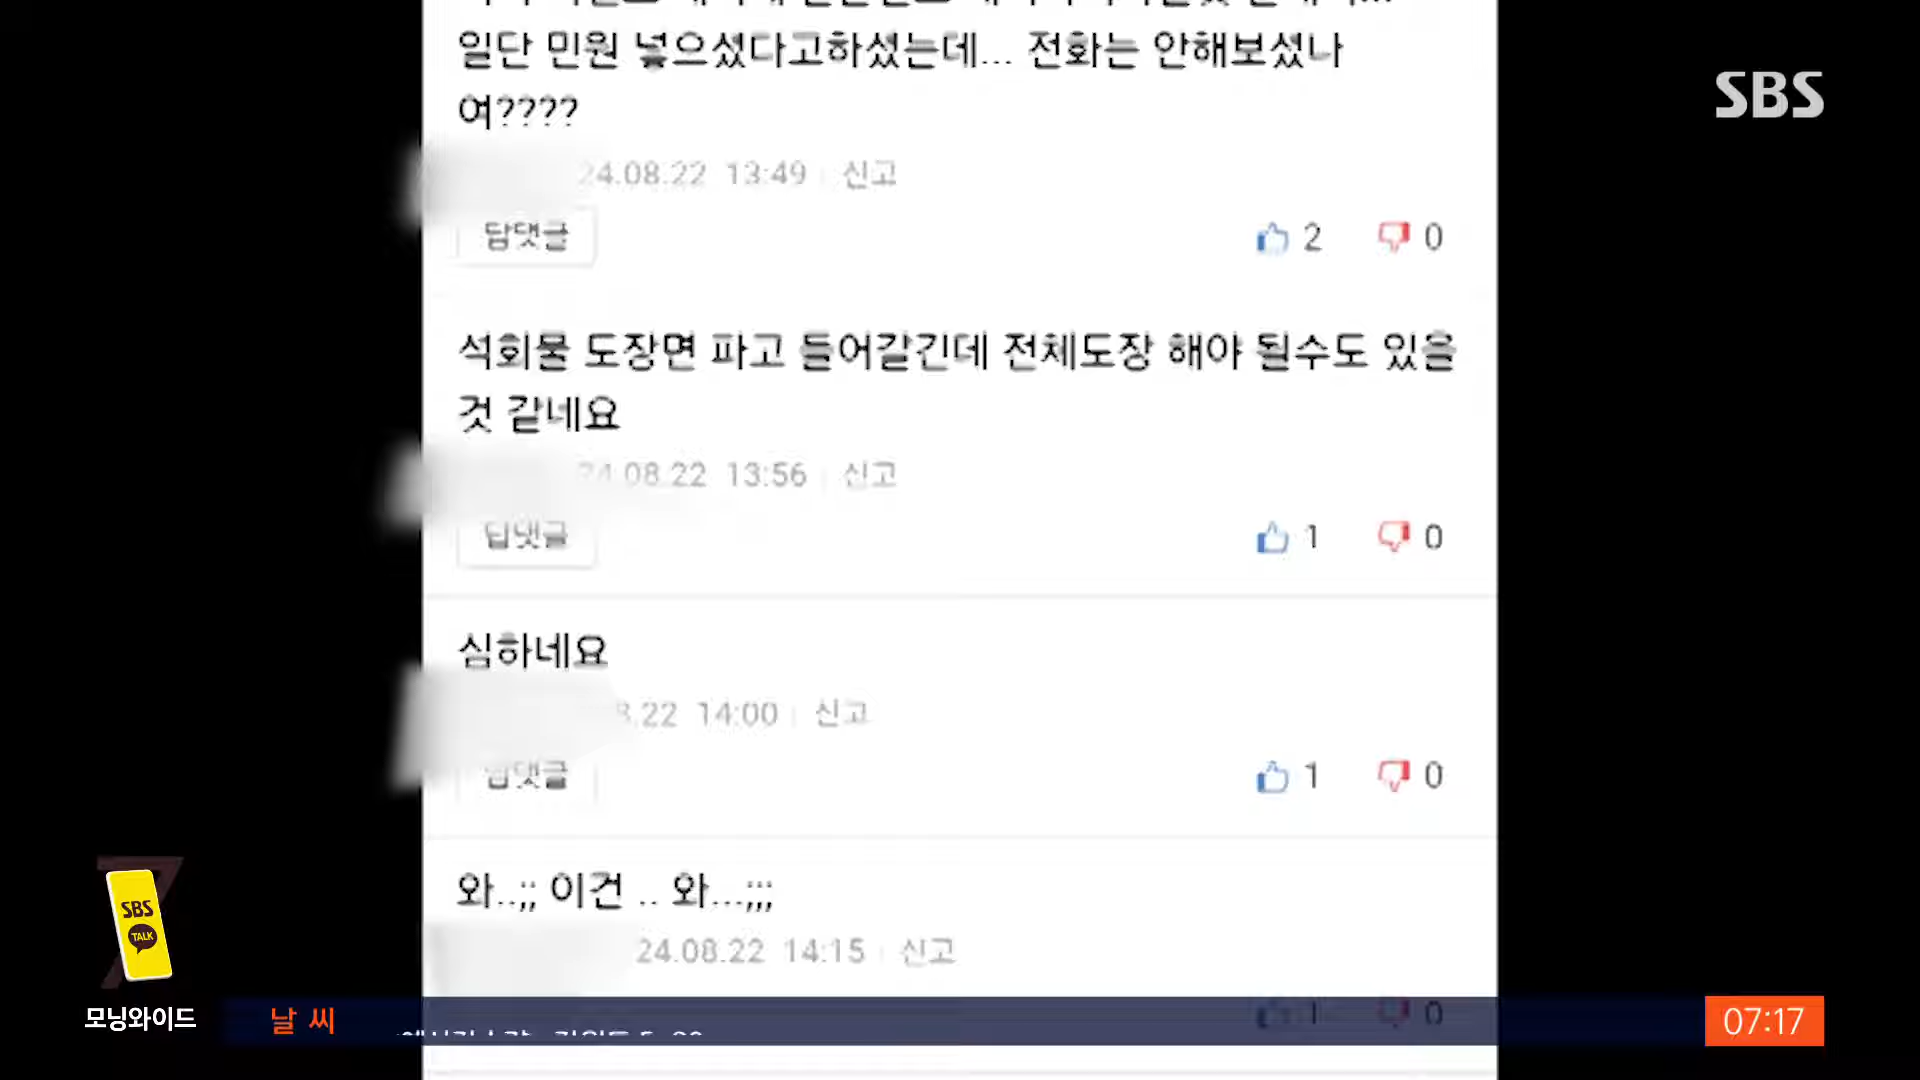 일단 민원 넣으셨다고하셨는데... 전화는 안해보셨나
여????
24.08.22 13:49 신고
답댓글
2 0
석회물 도장면 파고 들어갈긴데 전체도장 해야 될수도 있을
것 같네요
24.08.22 13:56 신고
답댓글
1 0
심하네요
8.22 14:00 신고
답댓글
1 0
와..;; 이건 .. 와...;;;
24.08.22 14:15 신고
1 0
SBS
SBS
TALK
모닝와이드
날 씨
07:17